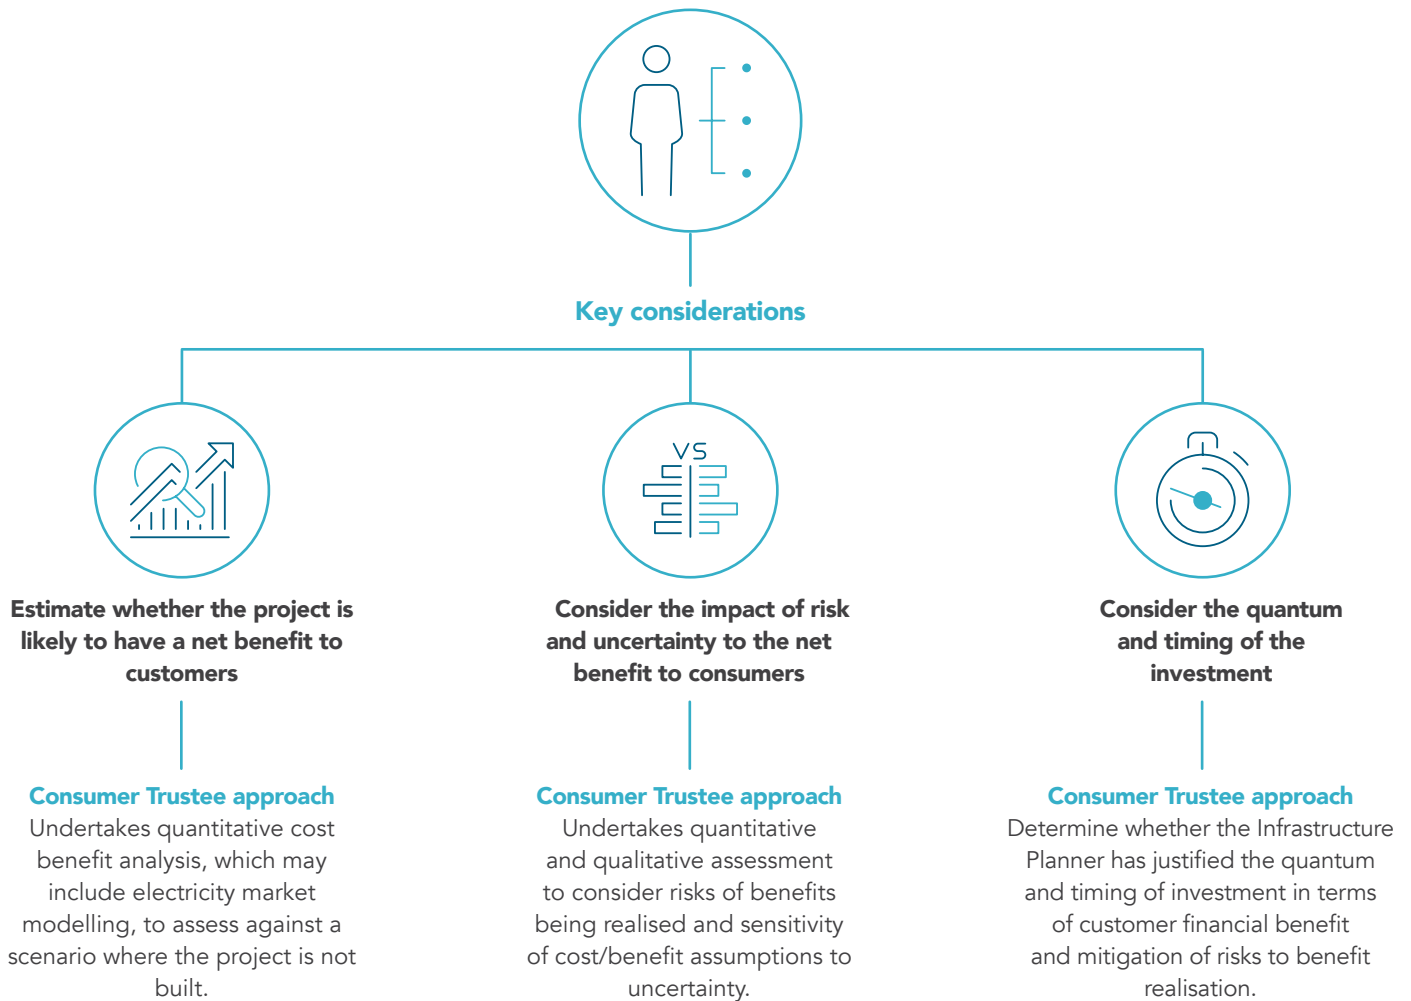 Key considerations
VS
Estimate whether the project is
likely to have a net benefit to
customers
Consumer Trustee approach
Undertakes quantitative cost
benefit analysis, which may
include electricity market
modelling, to assess against a
scenario where the project is not
built.
Consider the impact of risk
and uncertainty to the net
benefit to consumers
Consumer Trustee approach
Undertakes quantitative
and qualitative assessment
to consider risks of benefits
being realised and sensitivity
of cost/benefit assumptions to
uncertainty.
Consider the quantum
and timing of the
investment
Consumer Trustee approach
Determine whether the Infrastructure
Planner has justified the quantum
and timing of investment in terms
of customer financial benefit
and mitigation of risks to benefit
realisation.